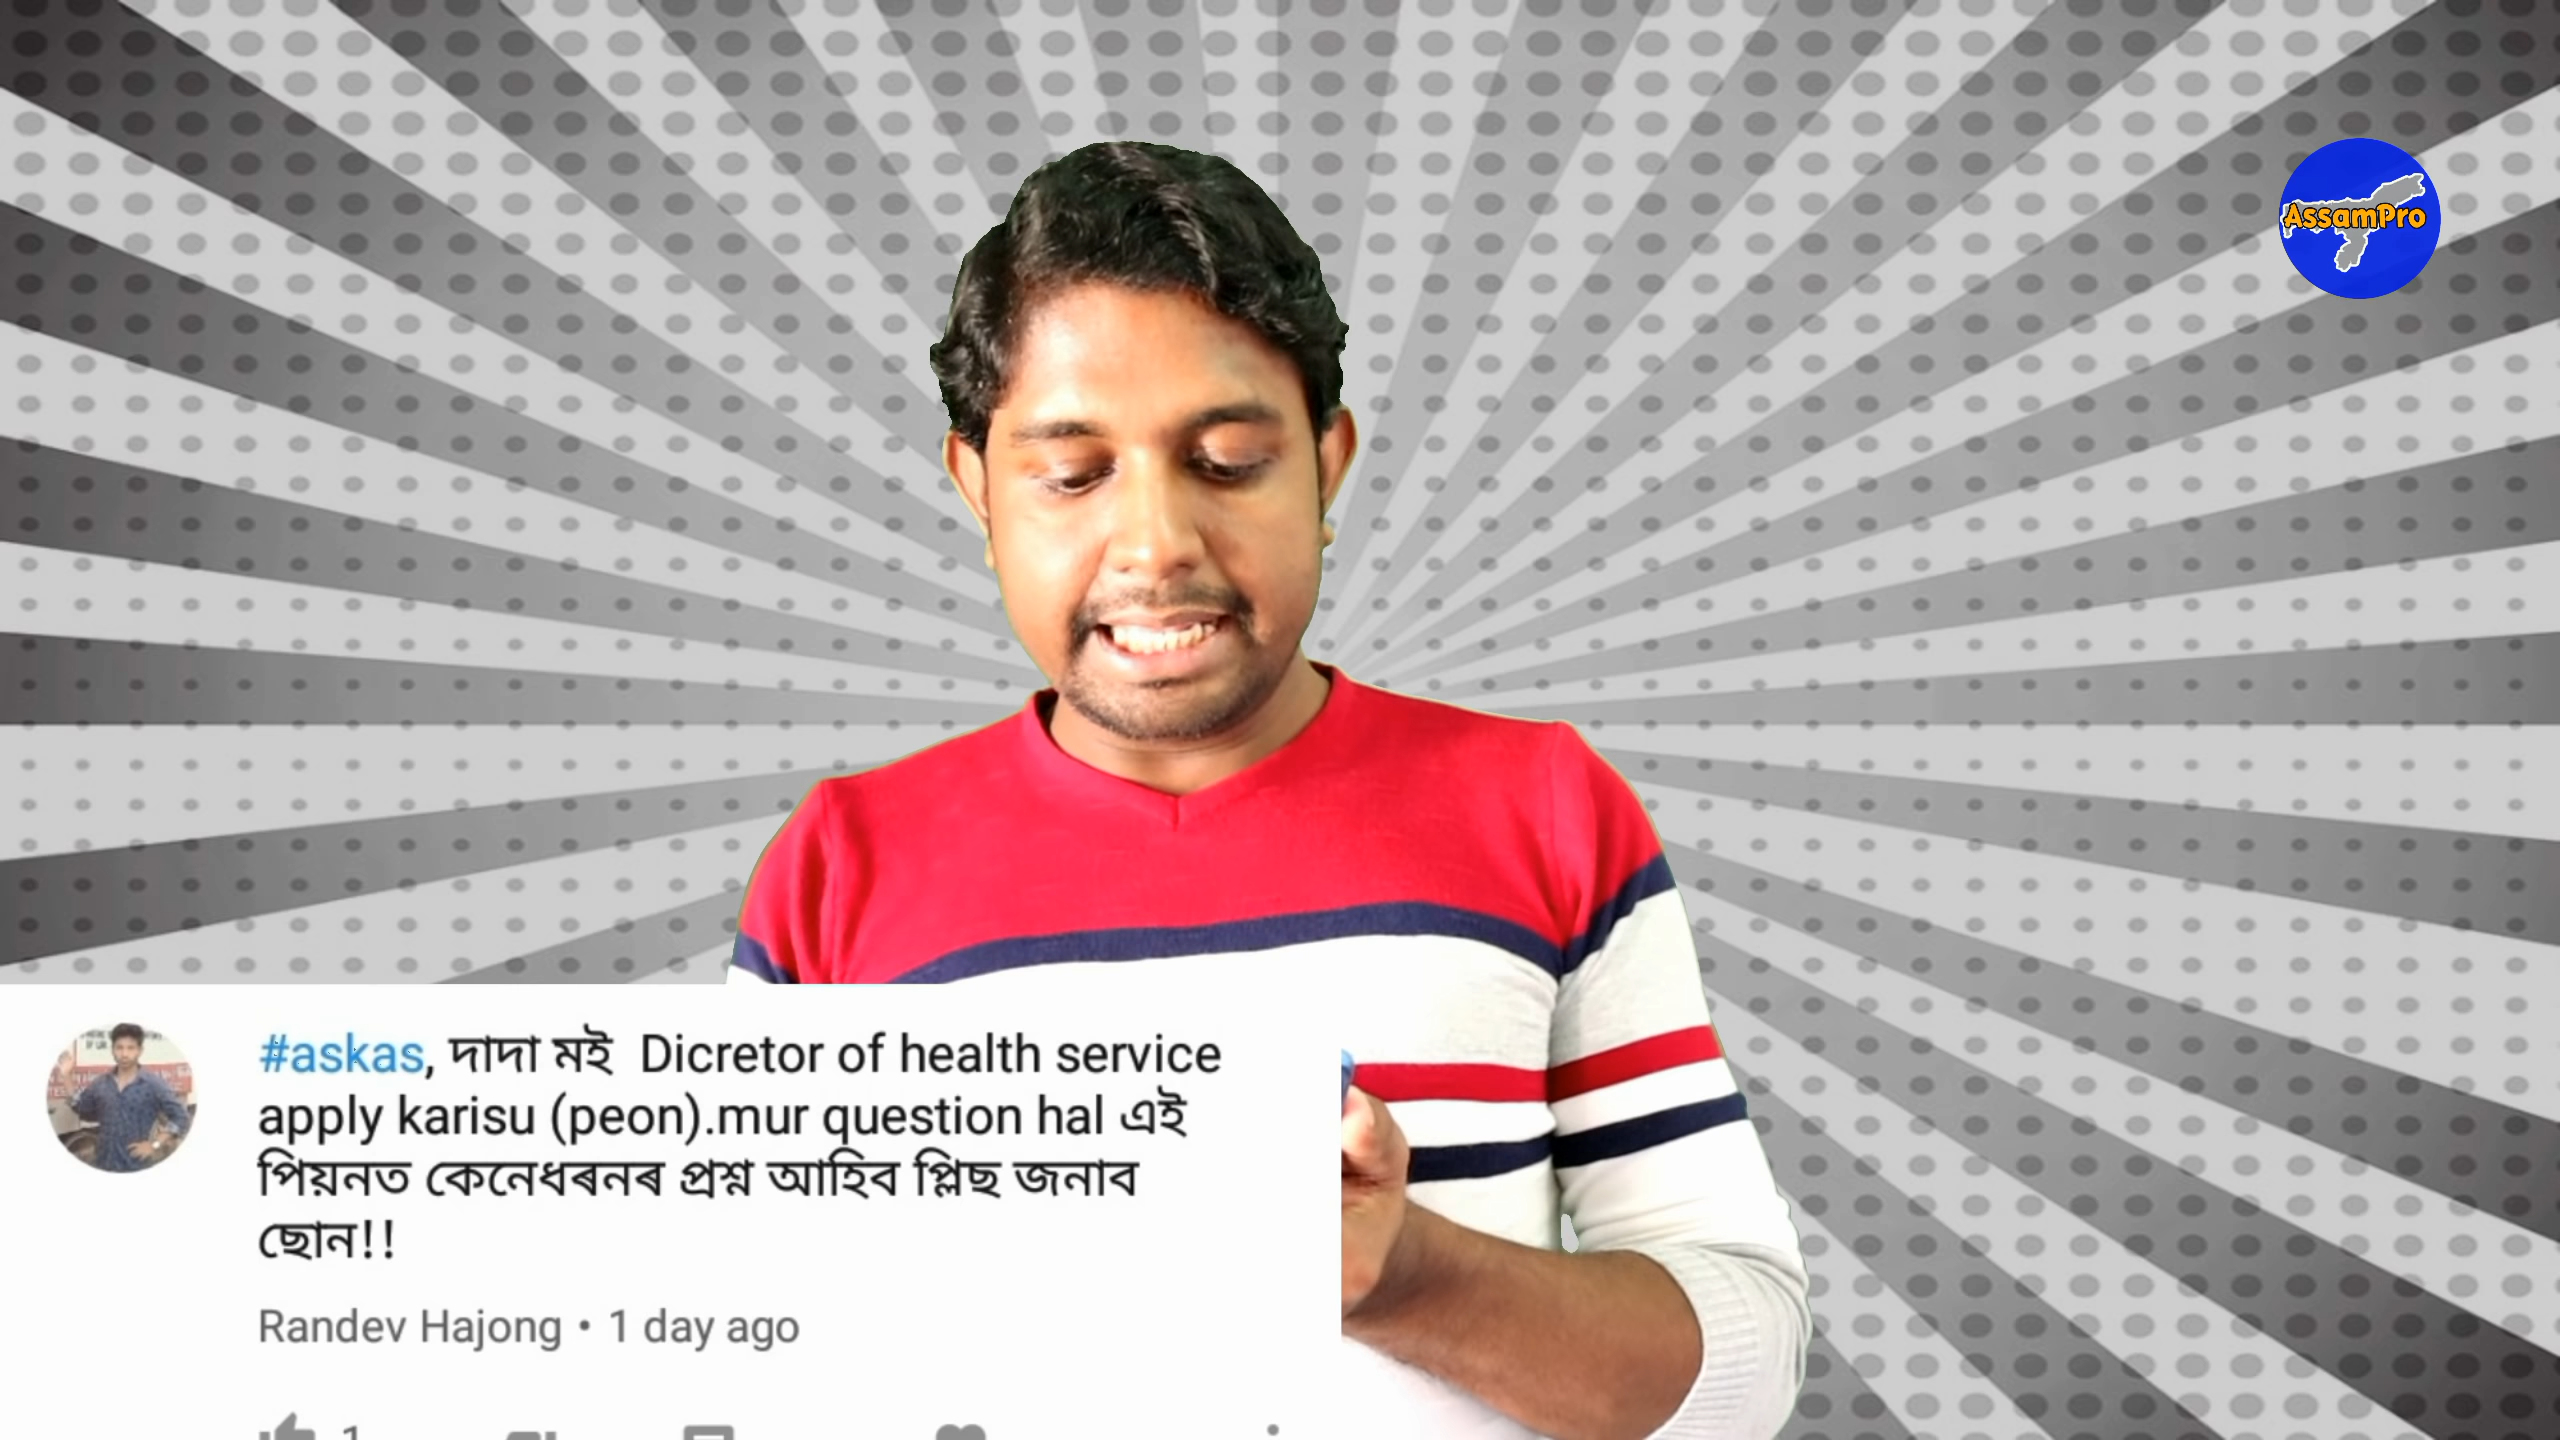 AssamPro
#askas, দাদা মই Dicretor of health service
apply karisu (peon).mur question hal এই
পিয়নত কেনেধৰনৰ প্ৰশ্ন আহিব প্লিছ জনাব
ছোন!!
Randev Hajong • 1 day ago
1